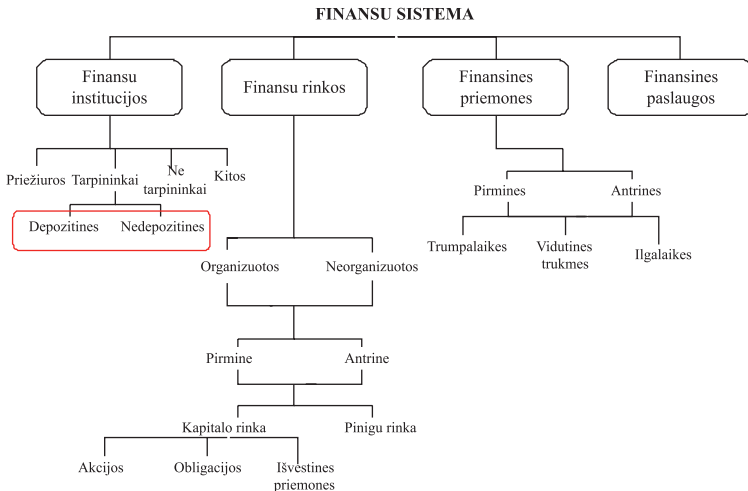 FINANSU SISTEMA
Finansu
institucijos
Finansu rinkos
Finansines
priemones
Finansines
paslaugos
Priežiuros
Tarpininkai
Ne
tarpininkai
Kitos
Depozitines
Nedepozitines
Organizuotos
Neorganizuotos
Pirmine
Antrine
Kapitalo rinka
Pinigu rinka
Akcijos
Obligacijos
Išvestines
priemones
Pirmines
Antrines
Trumpalaikes
Vidutines
trukmes
Ilgalaikes